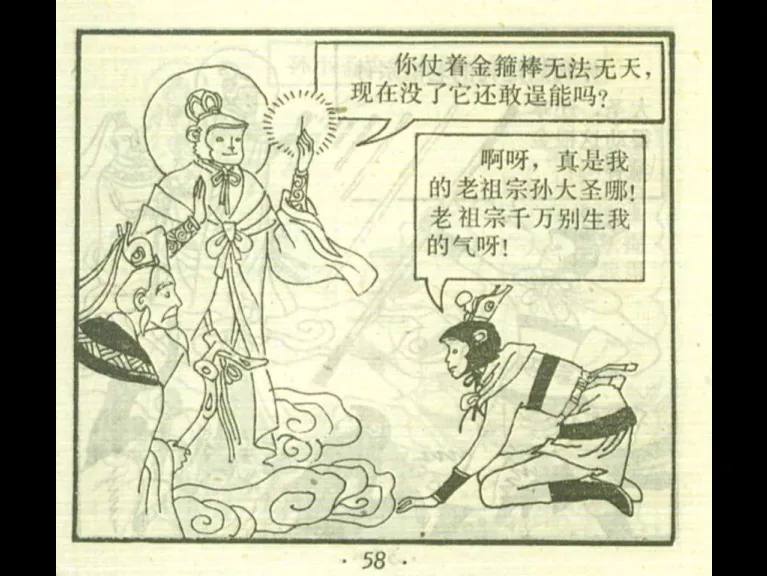 你仗着金箍棒无法无天，
现在没了它还敢逞能吗？
啊呀，真是我
的老祖宗孙大圣哪！
老祖宗千万别生我
的气呀！
· 58 ·